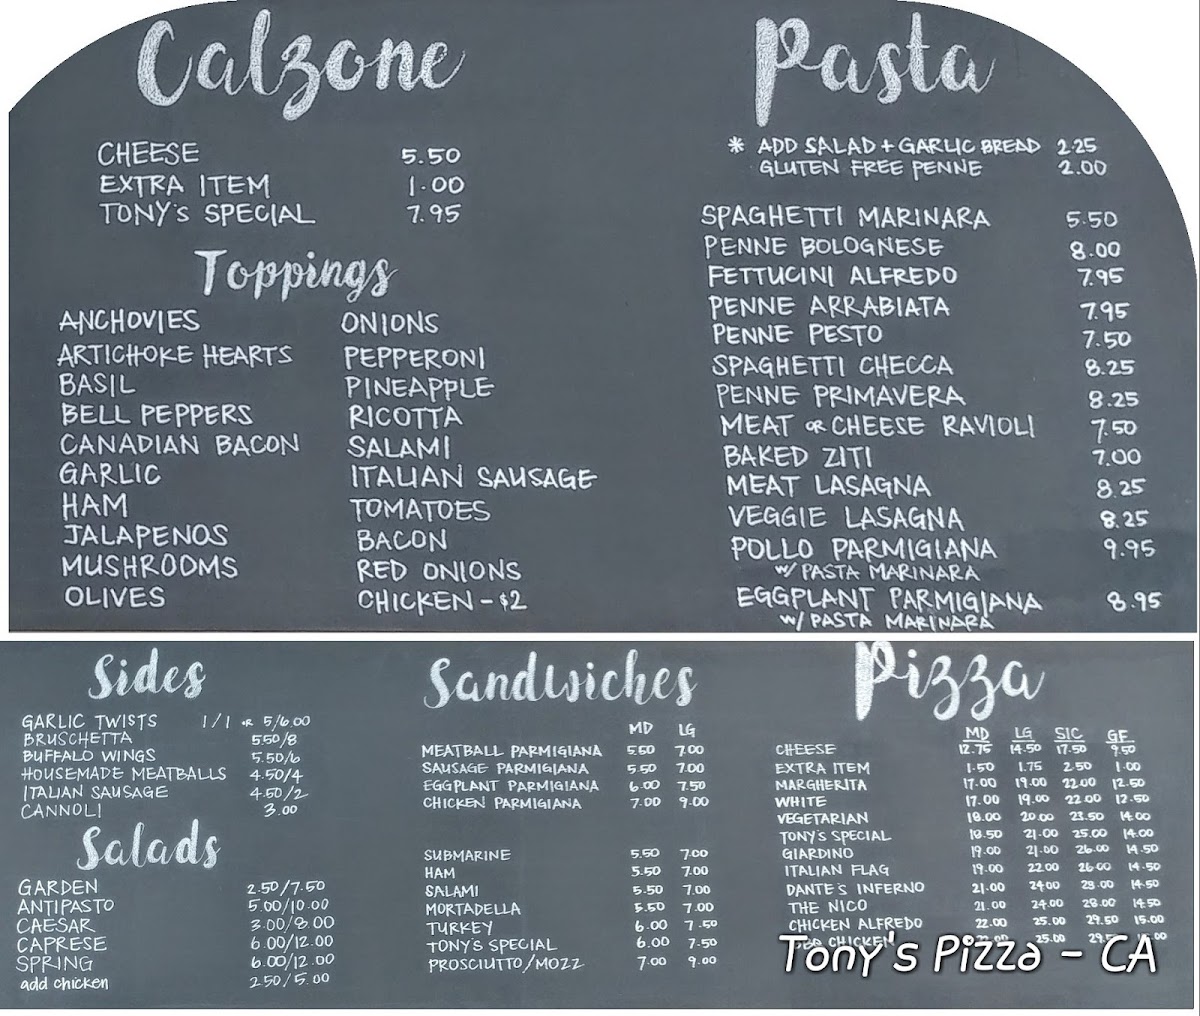 Calzone
CHEESE 5.50
EXTRA ITEM 1.00
TONY'S SPECIAL 7.95
Toppings
ANCHOVIES ONIONS
ARTICHOKE HEARTS PEPPERONI
BASIL PINEAPPLE
BELL PEPPERS RICOTTA
CANADIAN BACON SALAMI
GARLIC ITALIAN SAUSAGE
HAM TOMATOES
JALAPENOS BACON
MUSHROOMS RED ONIONS
OLIVES CHICKEN - $2
Pasta
* ADD SALAD + GARLIC BREAD 2.25
GLUTEN FREE PENNE 2.00
SPAGHETTI MARINARA 5.50
PENNE BOLOGNESE 8.00
FETTUCINI ALFREDO 7.95
PENNE ARRABIATA 7.95
PENNE PESTO 7.50
SPAGHETTI CHECCA 8.25
PENNE PRIMAVERA 8.25
MEAT OR CHEESE RAVIOLI 7.50
BAKED ZITI 7.00
MEAT LASAGNA 8.25
VEGGIE LASAGNA 8.25
POLLO PARMIGIANA 9.95
W/ PASTA MARINARA
EGGPLANT PARMIGIANA 8.95
W/ PASTA MARINARA
Sides
GARLIC TWISTS 1/1 OR 5/6.00
BRUSCHETTA 5.50/8
BUFFALO WINGS 5.50/6
HOUSEMADE MEATBALLS 4.50/4
ITALIAN SAUSAGE 4.50/2
CANNOLI 3.00
Salads
GARDEN 2.50/7.50
ANTIPASTO 5.00/10.00
CAESAR 3.00/8.00
CAPRESE 6.00/12.00
SPRING 6.00/12.00
add chicken 2.50/5.00
Sandwiches
MD LG
MEATBALL PARMIGIANA 5.50 7.00
SAUSAGE PARMIGIANA 5.50 7.00
EGGPLANT PARMIGIANA 6.00 7.50
CHICKEN PARMIGIANA 7.00 9.00
SUBMARINE 5.50 7.00
HAM 5.50 7.00
SALAMI 5.50 7.00
MORTADELLA 5.50 7.00
TURKEY 6.00 7.50
TONY'S SPECIAL 6.00 7.50
PROSCIUTTO/MOZZ 7.00 9.00
Pizza
MD LG SIC GF
CHEESE 12.75 14.50 17.50 9.50
EXTRA ITEM 1.50 1.75 2.50 1.00
MARGHERITA 17.00 19.00 22.00 12.50
WHITE 17.00 19.00 22.00 12.50
VEGETARIAN 18.00 20.00 23.50 14.00
TONY'S SPECIAL 18.50 21.00 25.00 14.00
GIARDINO 19.00 21.00 26.00 14.50
ITALIAN FLAG 19.00 22.00 26.00 14.50
DANTE'S INFERNO 21.00 24.00 28.00 14.50
THE NICO 21.00 24.00 28.00 14.50
CHICKEN ALFREDO 22.00 25.00 29.50 15.00
CHICKEN 25.00
Tony's Pizza - CA